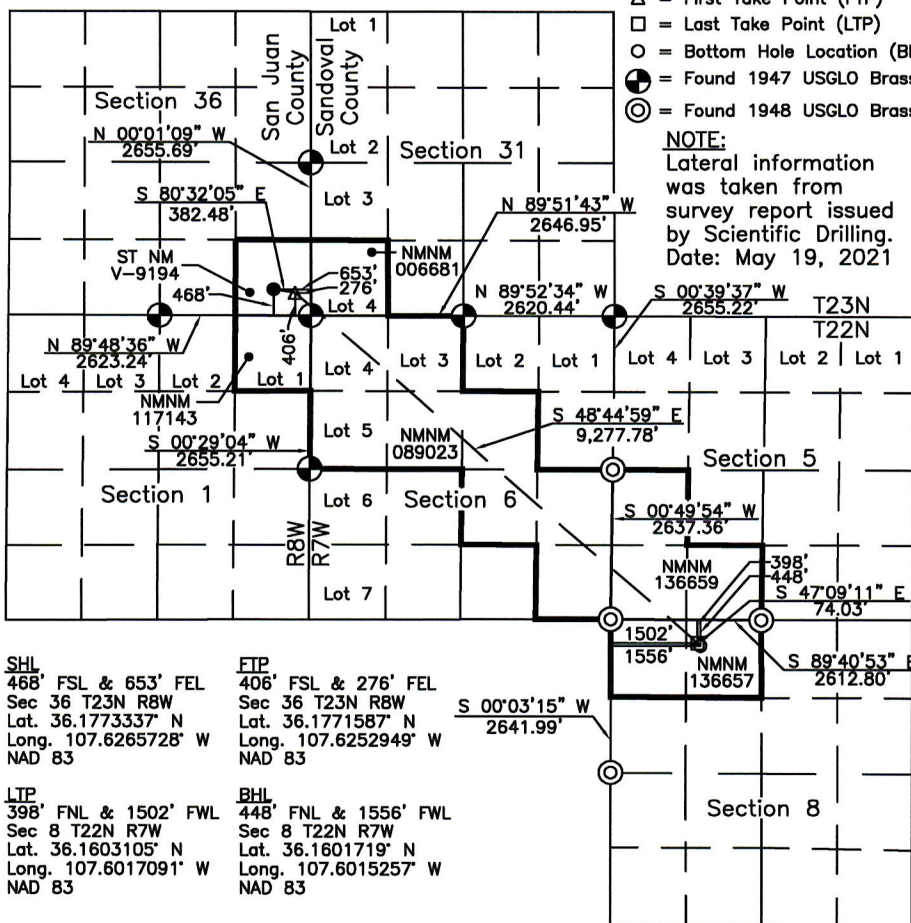 △ = First Take Point (FTP)
□ = Last Take Point (LTP)
○ = Bottom Hole Location (BH
= Found 1947 USGLO Brass
= Found 1948 USGLO Brass
NOTE:
Lateral information
was taken from
survey report issued
by Scientific Drilling.
Date: May 19, 2021
Lot 1
San Juan
County
Sandoval
County
Section 36
N 00°01'09" W
2655.69'
Lot 2
Section 31
Lot 3
S 80°32'05" E
382.48'
N 89°51'43" W
2646.95'
ST NM
V-9194
NMNM
006681
653'
276'
468'
406'
Lot 4
N 89°52'34" W
2620.44'
S 00°39'37" W
2655.22'
T23N
T22N
N 89°48'36" W
2623.24'
Lot 4
Lot 3
Lot 2
Lot 1
Lot 4
Lot 3
Lot 2
Lot 1
Lot 4
Lot 3
Lot 2
Lot 1
NMNM
117143
Lot 5
NMNM
089023
S 48°44'59" E
9,277.78'
S 00°29'04" W
2655.21'
Section 1
Lot 6
Section 6
Section 5
R8W
R7W
S 00°49'54" W
2637.36'
Lot 7
NMNM
136659
398'
448'
S 47°09'11" E
74.03'
1502'
1556'
NMNM
136657
S 89°40'53" E
2612.80'
S 00°03'15" W
2641.99'
Section 8
SHL
468' FSL & 653' FEL
Sec 36 T23N R8W
Lat. 36.1773337° N
Long. 107.6265728° W
NAD 83
FTP
406' FSL & 276' FEL
Sec 36 T23N R8W
Lat. 36.1771587° N
Long. 107.6252949° W
NAD 83
LTP
398' FNL & 1502' FWL
Sec 8 T22N R7W
Lat. 36.1603105° N
Long. 107.6017091° W
NAD 83
BHL
448' FNL & 1556' FWL
Sec 8 T22N R7W
Lat. 36.1601719° N
Long. 107.6015257° W
NAD 83